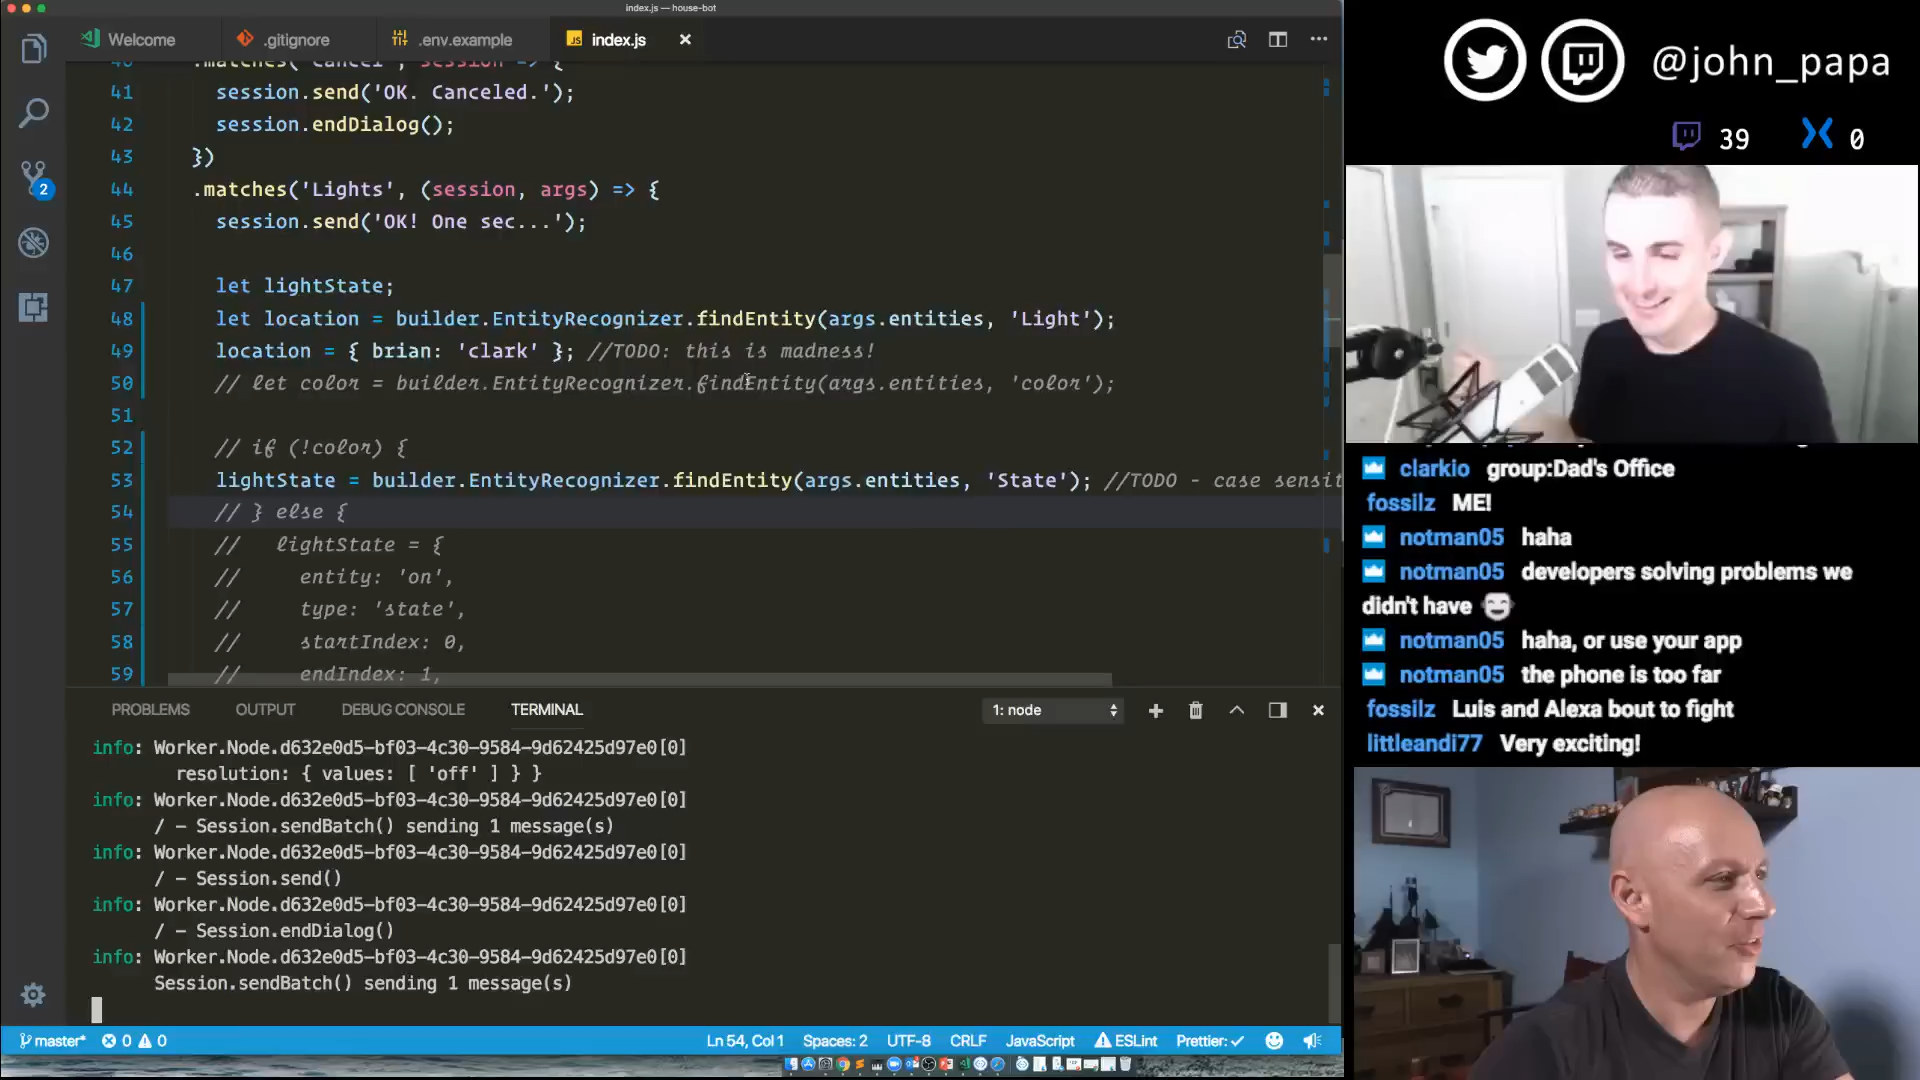 index.js — house-bot
Welcome
.gitignore
.env.example
index.js
40 .matches('Cancel', session => {
41 session.send('OK. Canceled.');
42 session.endDialog();
43 })
44 .matches('Lights', (session, args) => {
45 session.send('OK! One sec...');
46
47 let lightState;
48 let location = builder.EntityRecognizer.findEntity(args.entities, 'Light');
49 location = { brian: 'clark' }; //TODO: this is madness!
50 // let color = builder.EntityRecognizer.findEntity(args.entities, 'color');
51
52 // if (!color) {
53 lightState = builder.EntityRecognizer.findEntity(args.entities, 'State'); //TODO - case sensit
54 // } else {
55 // lightState = {
56 // entity: 'on',
57 // type: 'state',
58 // startIndex: 0,
59 // endIndex: 1,
2
PROBLEMS
OUTPUT
DEBUG CONSOLE
TERMINAL
1: node
info: Worker.Node.d632e0d5-bf03-4c30-9584-9d62425d97e0[0]
resolution: { values: [ 'off' ] } }
info: Worker.Node.d632e0d5-bf03-4c30-9584-9d62425d97e0[0]
/ - Session.sendBatch() sending 1 message(s)
info: Worker.Node.d632e0d5-bf03-4c30-9584-9d62425d97e0[0]
/ - Session.send()
info: Worker.Node.d632e0d5-bf03-4c30-9584-9d62425d97e0[0]
/ - Session.endDialog()
info: Worker.Node.d632e0d5-bf03-4c30-9584-9d62425d97e0[0]
Session.sendBatch() sending 1 message(s)
master*
0
0
Ln 54, Col 1
Spaces: 2
UTF-8
CRLF
JavaScript
ESLint
Prettier: ✓
@john_papa
39
0
clarkio group:Dad's Office
fossilz ME!
notman05 haha
notman05 developers solving problems we
didn't have
notman05 haha, or use your app
notman05 the phone is too far
fossilz Luis and Alexa bout to fight
littleandi77 Very exciting!